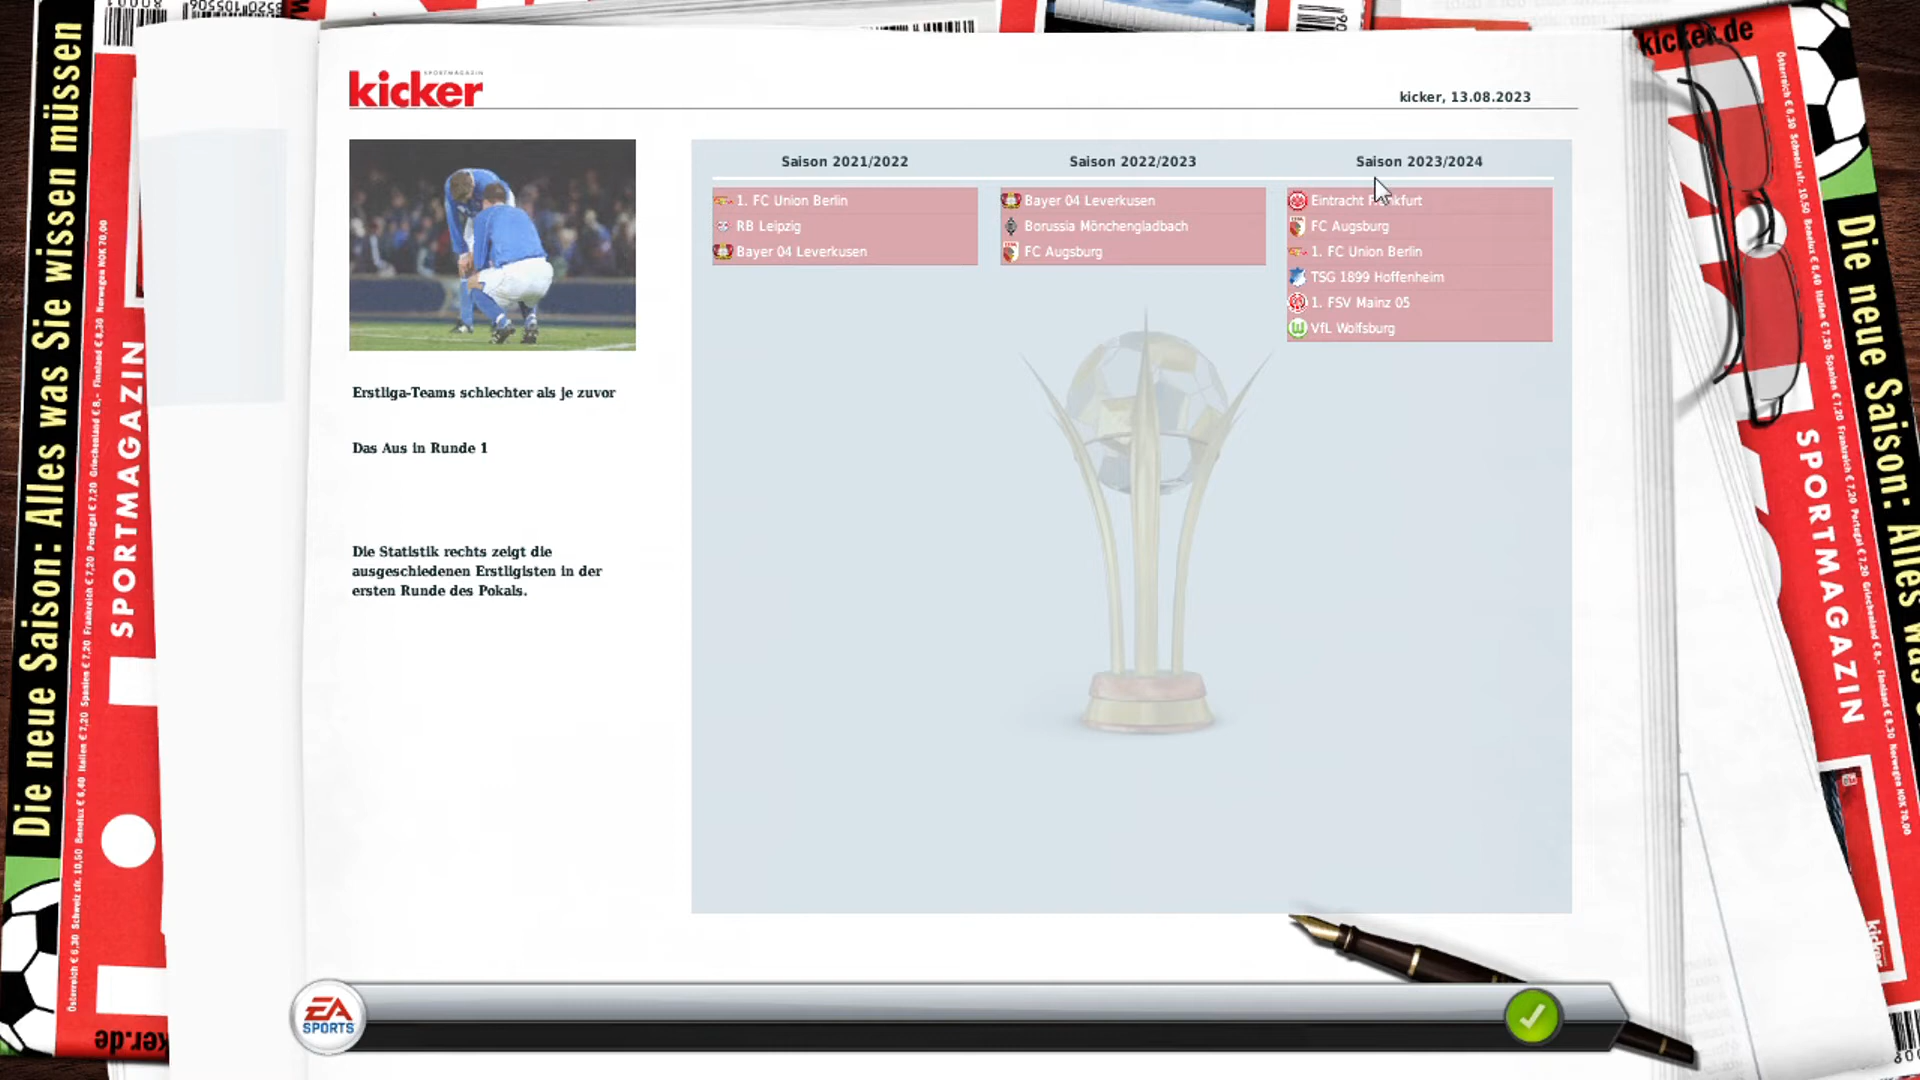 kicker
SPORTMAGAZIN
kicker, 13.08.2023
Erstliga-Teams schlechter als je zuvor
Das Aus in Runde 1
Die Statistik rechts zeigt die
ausgeschiedenen Erstligisten in der
ersten Runde des Pokals.
Saison 2021/2022
1. FC Union Berlin
RB Leipzig
Bayer 04 Leverkusen
Saison 2022/2023
Bayer 04 Leverkusen
Borussia Mönchengladbach
FC Augsburg
Saison 2023/2024
Eintracht Frankfurt
FC Augsburg
1. FC Union Berlin
TSG 1899 Hoffenheim
1. FSV Mainz 05
VfL Wolfsburg
EA
SPORTS
Die neue Saison: Alles was Sie wissen müssen
SPORTMAGAZIN
kicker.de
Die neue Saison: Alles was
SPORTMAGAZIN
kicker